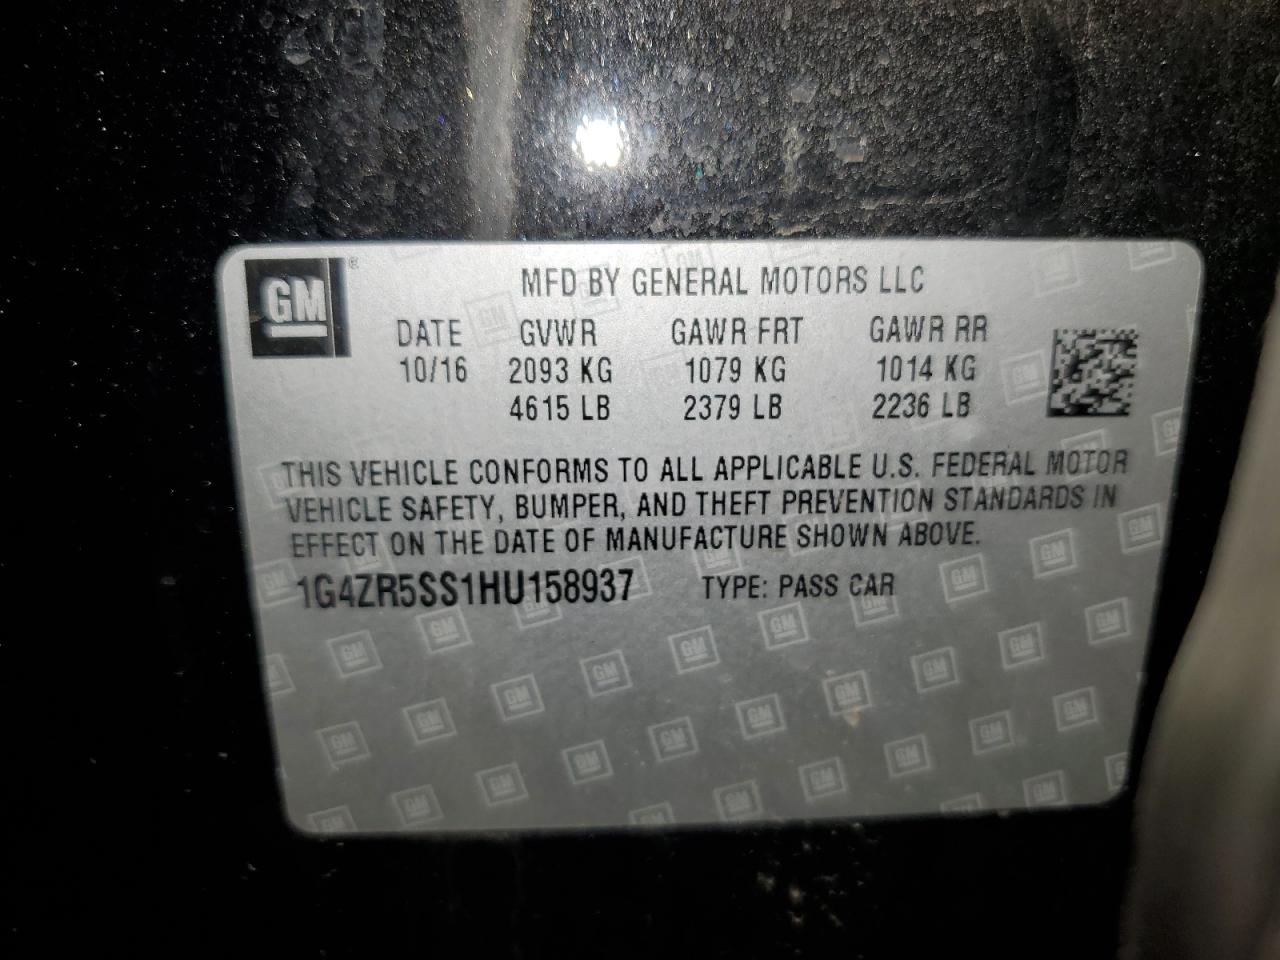 GM ®
MFD BY GENERAL MOTORS LLC
DATE GVWR GAWR FRT GAWR RR
10/16 2093 KG 1079 KG 1014 KG
4615 LB 2379 LB 2236 LB
THIS VEHICLE CONFORMS TO ALL APPLICABLE U.S. FEDERAL MOTOR
VEHICLE SAFETY, BUMPER, AND THEFT PREVENTION STANDARDS IN
EFFECT ON THE DATE OF MANUFACTURE SHOWN ABOVE.
1G4ZR5SS1HU158937 TYPE: PASS CAR